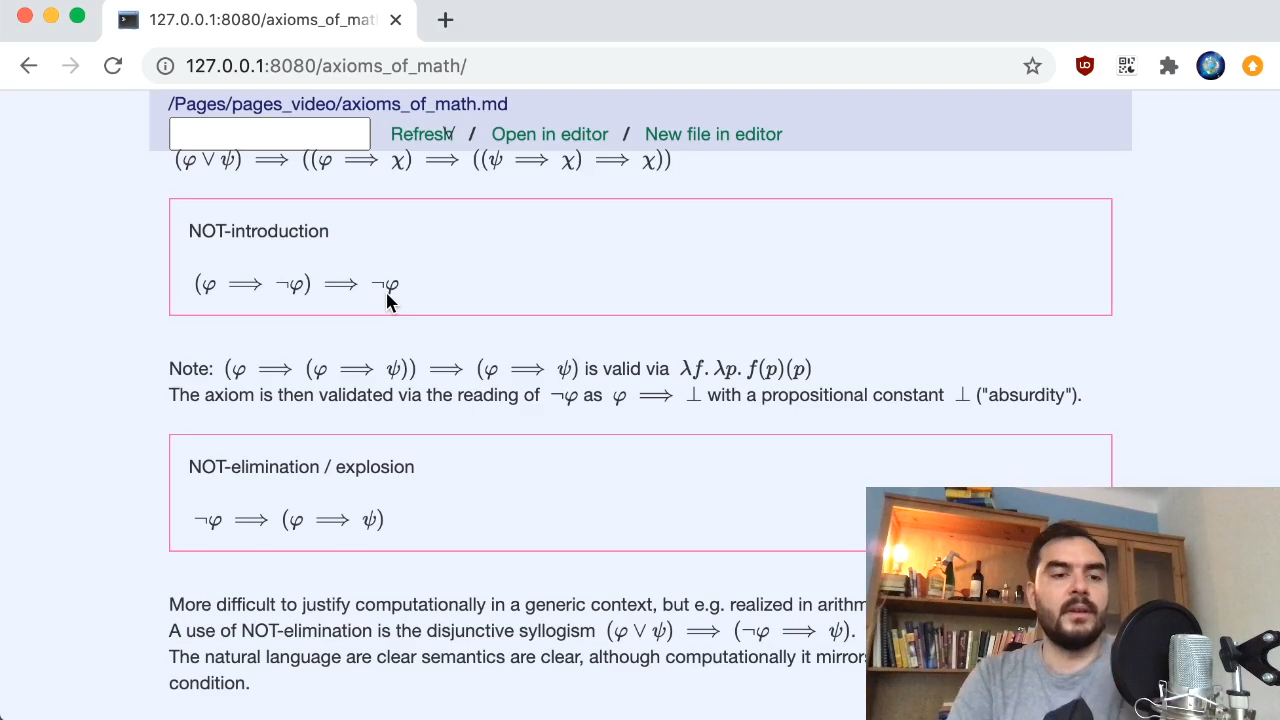 127.0.0.1:8080/axioms_of_mat
127.0.0.1:8080/axioms_of_math/
/Pages/pages_video/axioms_of_math.md
Refresh / Open in editor / New file in editor
(φ ∨ ψ) ⟹ ((φ ⟹ χ) ⟹ ((ψ ⟹ χ) ⟹ χ))
NOT-introduction
(φ ⟹ ¬φ) ⟹ ¬φ
Note: (φ ⟹ (φ ⟹ ψ)) ⟹ (φ ⟹ ψ) is valid via λf. λp. f(p)(p)
The axiom is then validated via the reading of ¬φ as φ ⟹ ⊥ with a propositional constant ⊥ ("absurdity").
NOT-elimination / explosion
¬φ ⟹ (φ ⟹ ψ)
More difficult to justify computationally in a generic context, but e.g. realized in arithm
A use of NOT-elimination is the disjunctive syllogism (φ ∨ ψ) ⟹ (¬φ ⟹ ψ).
The natural language are clear semantics are clear, although computationally it mirror
condition.